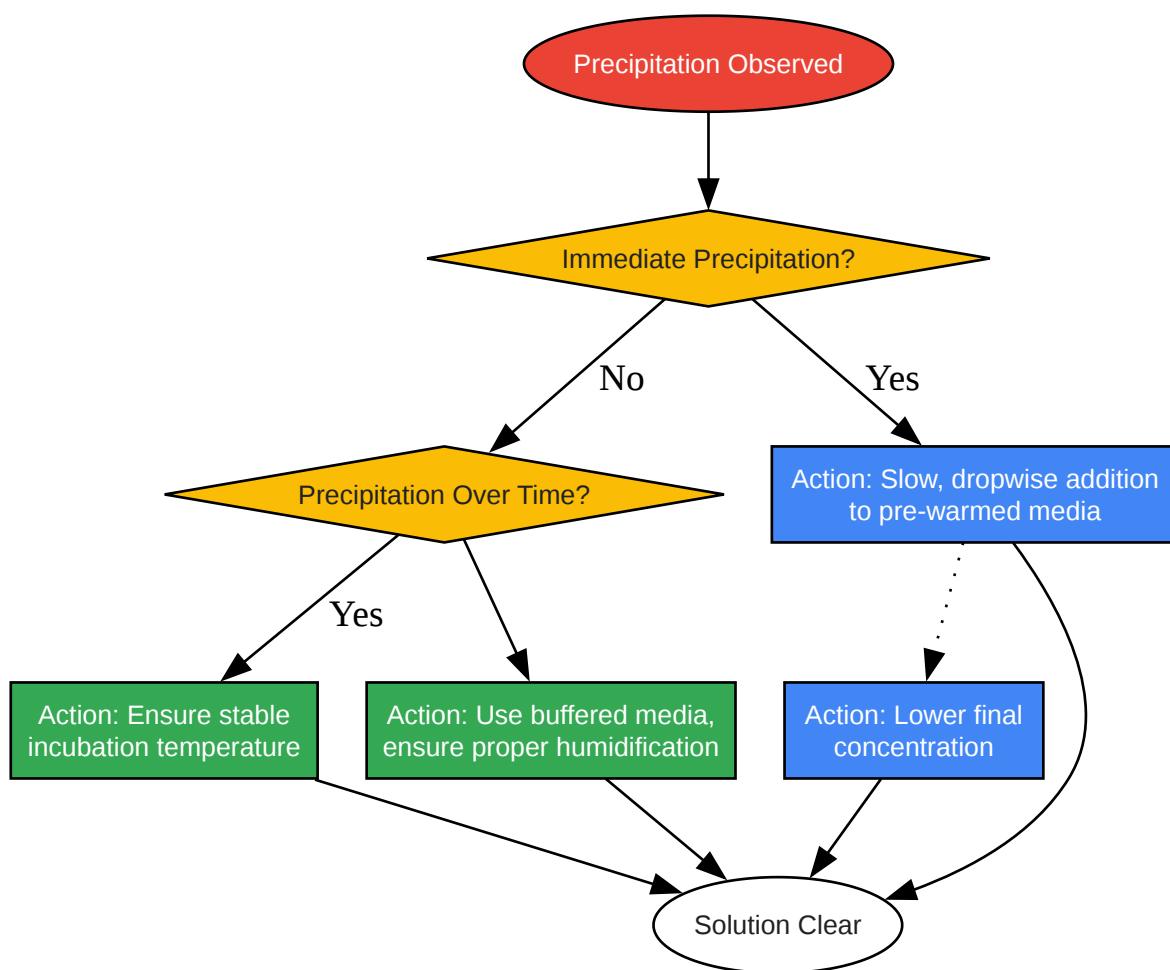 Precipitation Observed
Immediate Precipitation?
No
Yes
Precipitation Over Time?
Action: Slow, dropwise addition
to pre-warmed media
Yes
Action: Ensure stable
incubation temperature
Action: Use buffered media,
ensure proper humidification
Action: Lower final
concentration
Solution Clear